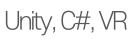 Unity, C#, VR